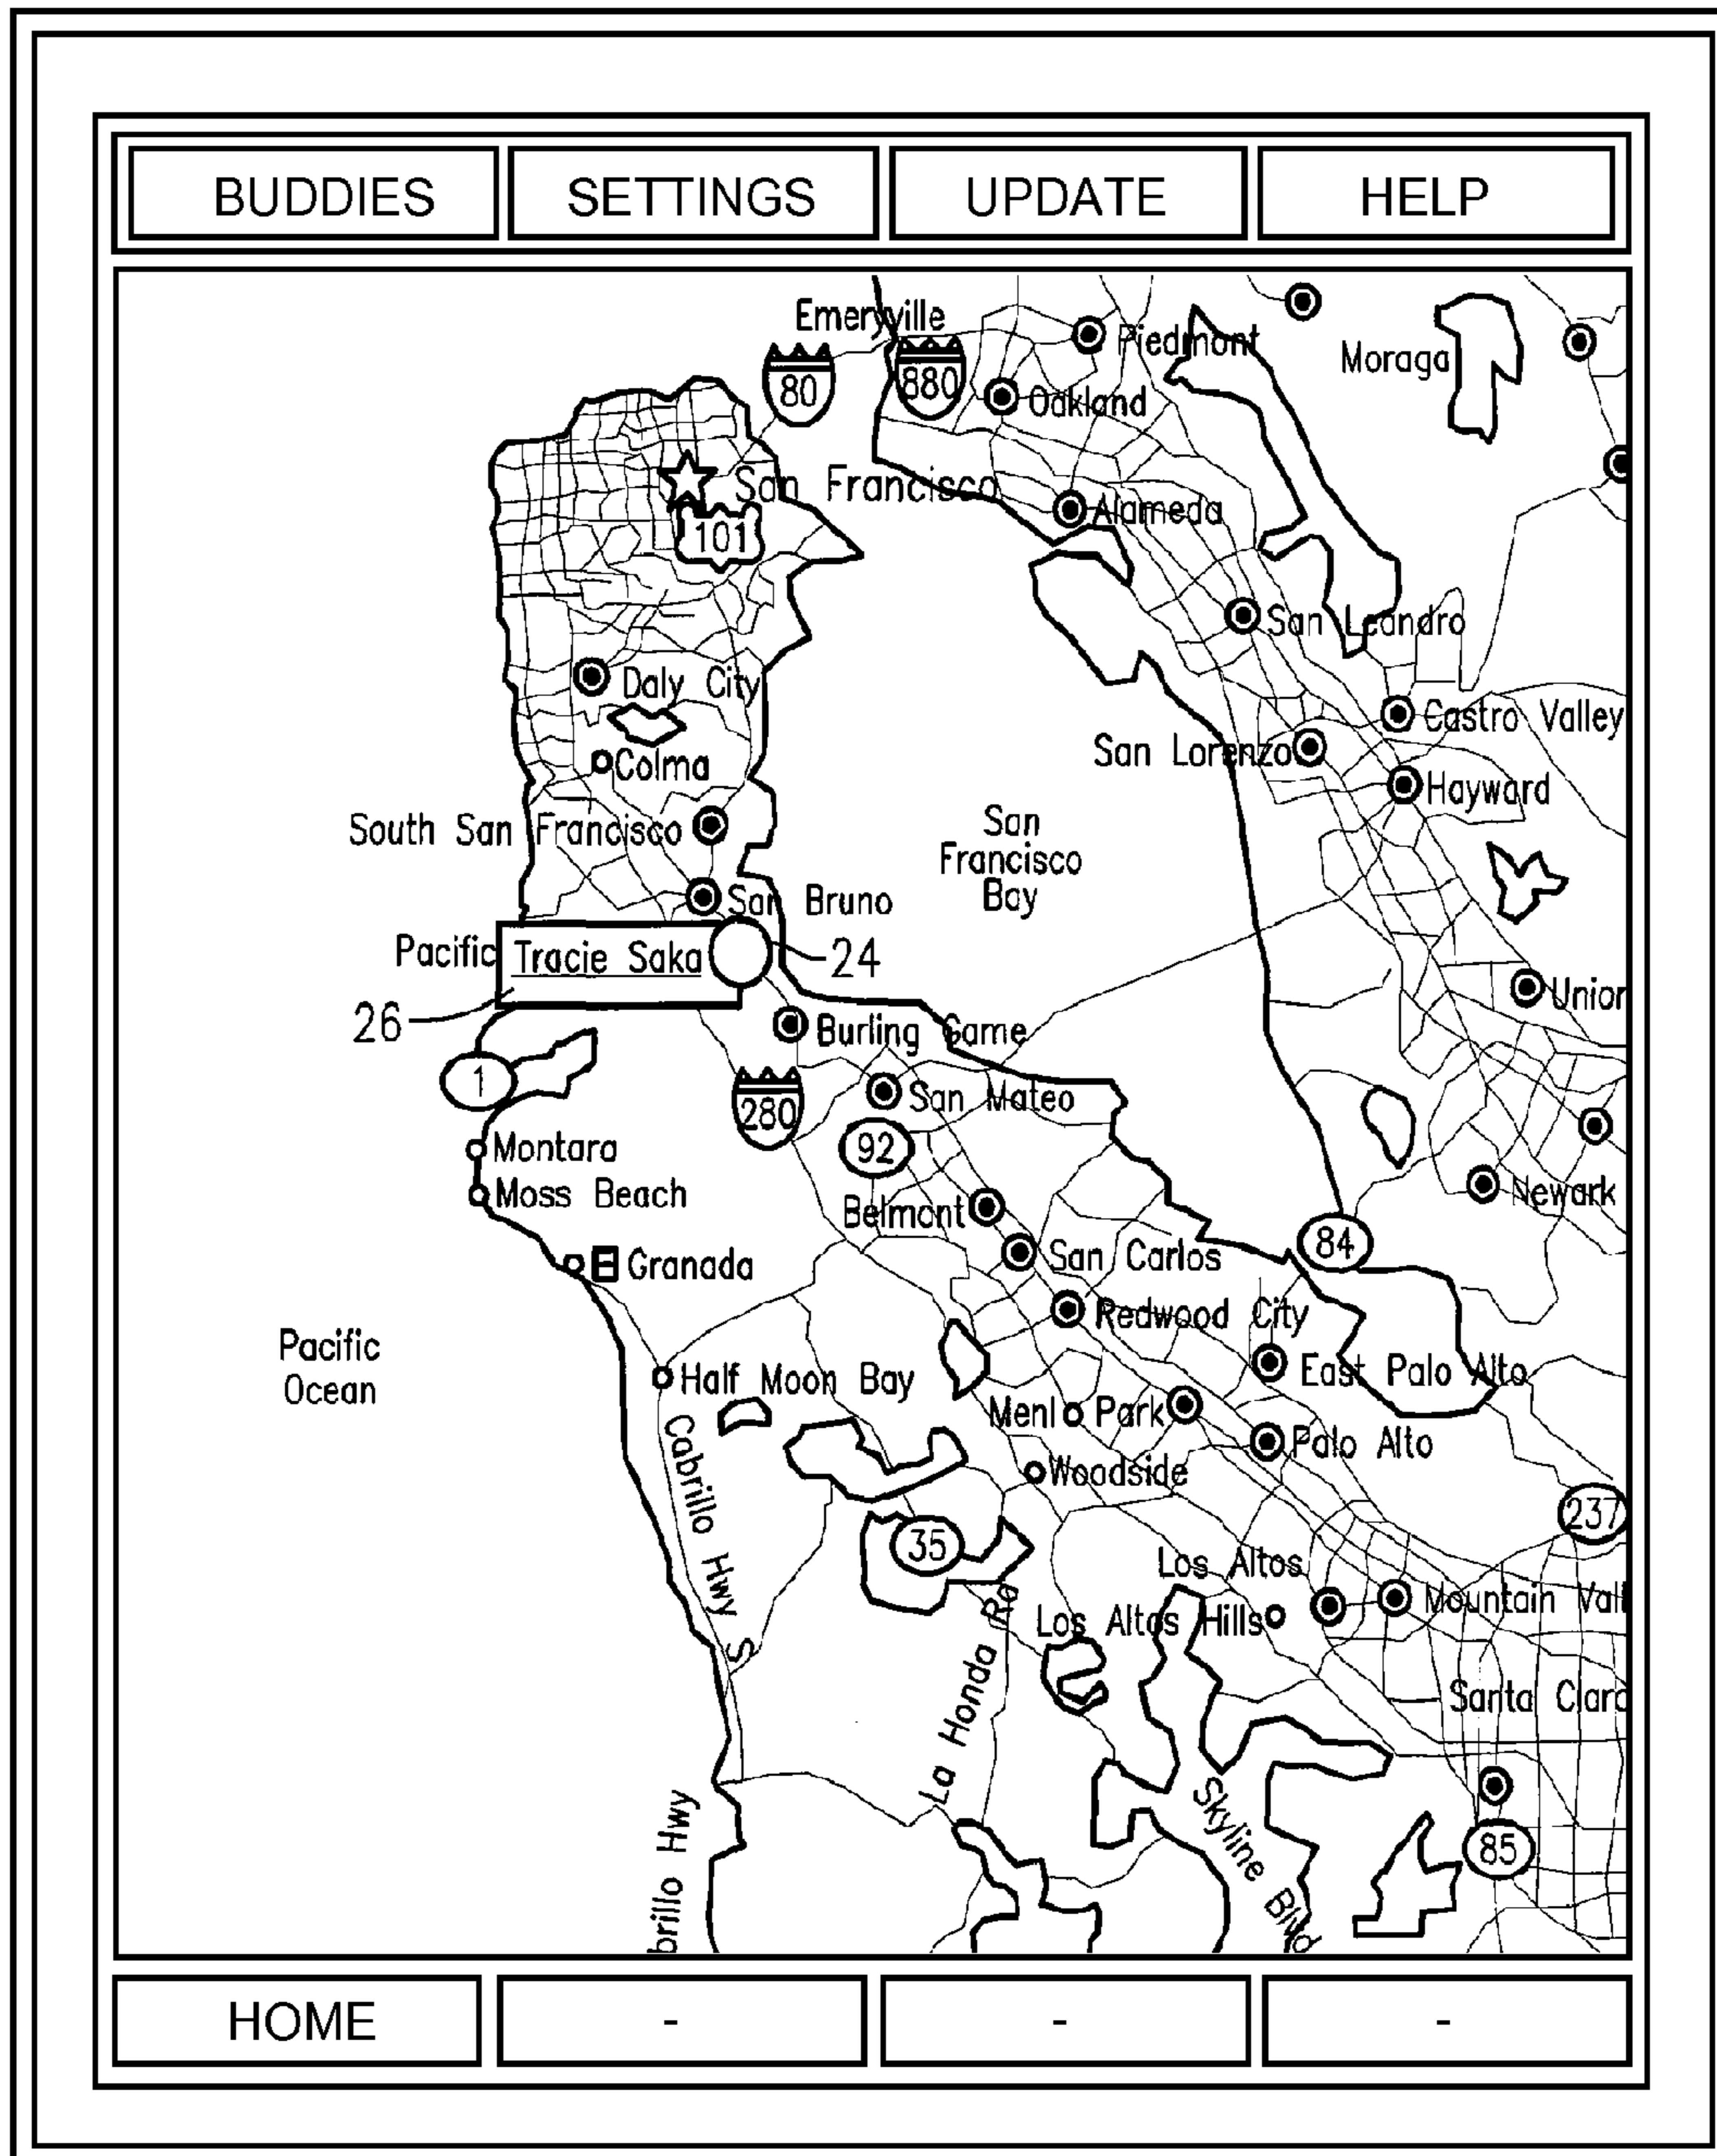 BUDDIES
SETTINGS
UPDATE
HELP
Emeryville
Piedmont
Moraga
80
880
Oakland
San Francisco
Alameda
101
San Leandro
Daly City
Castro Valley
San Lorenzo
Colma
Hayward
South San Francisco
San
Francisco
Bay
San Bruno
Pacific
Tracie Saka
24
Union
26
Burling Game
1
San Mateo
280
92
Montara
Moss Beach
Newark
Belmont
84
San Carlos
Granada
Redwood City
Pacific
Ocean
East Palo Alto
Half Moon Bay
Menl
Park
Palo Alto
Woodside
Cabrillo Hwy S
237
35
Los Altos
Mountain Vall
Los Altos Hills
La Honda Rd
Santa Clara
Skyline Blvd
85
brillo Hwy
HOME
-
-
-